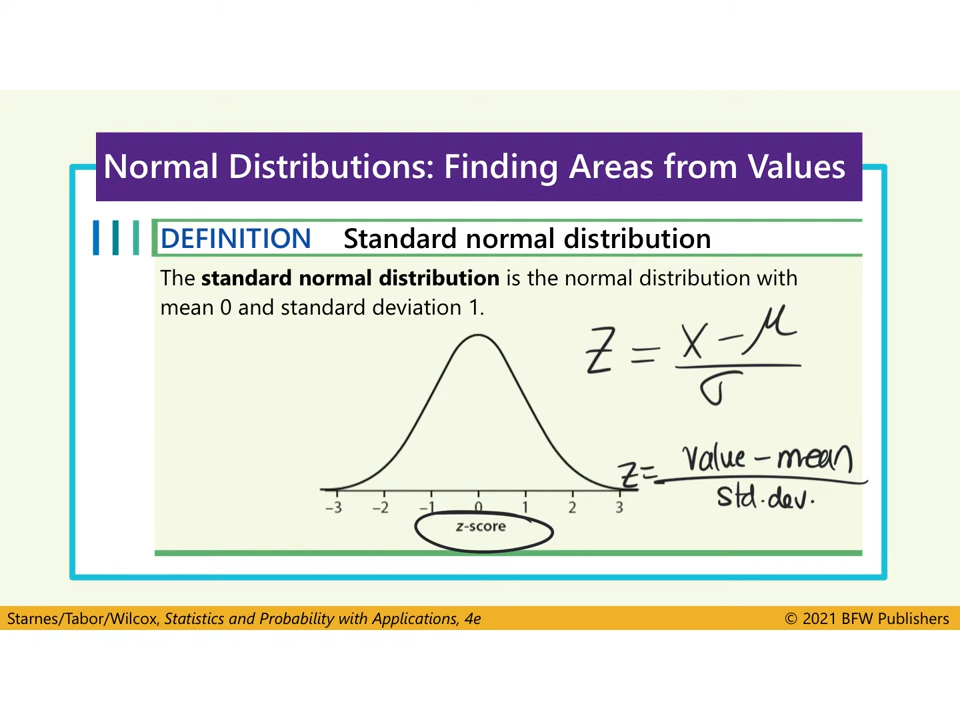 Normal Distributions: Finding Areas from Values
DEFINITION Standard normal distribution
The standard normal distribution is the normal distribution with
mean 0 and standard deviation 1.
z = x − μ
σ
z = value − mean
std. dev.
−3 −2 −1 0 1 2 3
z-score
Starnes/Tabor/Wilcox, Statistics and Probability with Applications, 4e
© 2021 BFW Publishers